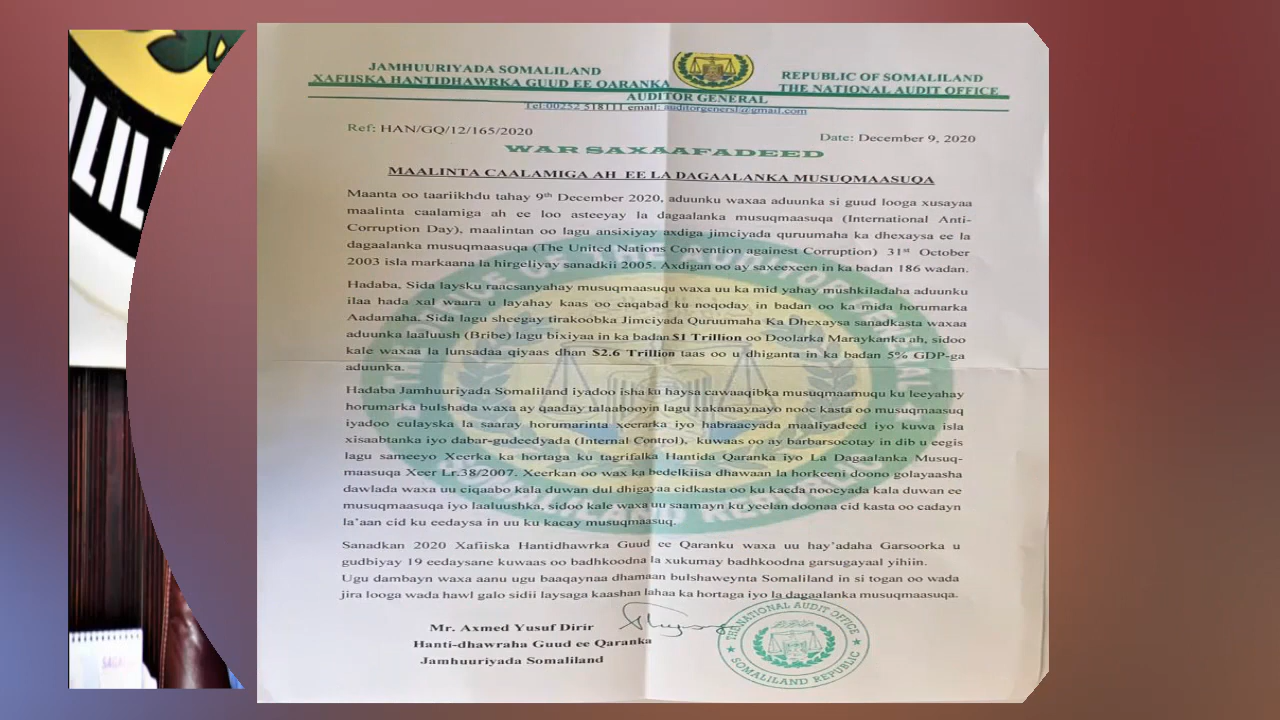 LILI
JAMHUURIYADA SOMALILAND
XAFIISKA HANTIDHAWRKA GUUD EE QARANKA
REPUBLIC OF SOMALILAND
THE NATIONAL AUDIT OFFICE
AUDITOR GENERAL
Tel:00252 518111 email: auditorgenersl@gmail.com
Ref: HAN/GQ/12/165/2020
Date: December 9, 2020
WAR SAXAAFADEED
MAALINTA CAALAMIGA AH EE LA DAGAALANKA MUSUQMAASUQA
Maanta oo taariikhdu tahay 9th December 2020, aduunku waxaa aduunka si guud looga xusayaa
maalinta caalamiga ah ee loo asteeyay la dagaalanka musuqmaasuqa (International Anti-
Corruption Day), maalintan oo lagu ansixiyay axdiga jimciyada quruumaha ka dhexaysa ee la
dagaalanka musuqmaasuqa (The United Nations Convention againest Corruption) 31st October
2003 isla markaana la hirgeliyay sanadkii 2005. Axdigan oo ay saxeexeen in ka badan 186 wadan.
Hadaba, Sida laysku raacsanyahay musuqmaasuqu waxa uu ka mid yahay mushkiladaha aduunku
ilaa hada xal waara u layahay kaas oo caqabad ku noqoday in badan oo ka mida horumarka
Aadamaha. Sida lagu sheegay tirakoobka Jimciyada Quruumaha Ka Dhexaysa sanadkasta waxaa
aduunka laaluush (Bribe) lagu bixiyaa in ka badan $1 Trillion oo Doolarka Maraykanka ah, sidoo
kale waxaa la lunsadaa qiyaas dhan $2.6 Trillion taas oo u dhiganta in ka badan 5% GDP-ga
aduunka.
Hadaba Jamhuuriyada Somaliland iyadoo isha ku haysa cawaaqibka musuqmaamuqu ku leeyahay
horumarka bulshada waxa ay qaaday talaabooyin lagu xakamaynayo nooc kasta oo musuqmaasuq
iyadoo culayska la saaray horumarinta xeerarka iyo habraacyada maaliyadeed iyo kuwa isla
xisaabtanka iyo dabar-gudeedyada (Internal Control), kuwaas oo ay barbarsocotay in dib u eegis
lagu sameeyo Xeerka ka hortaga ku tagrifalka Hantida Qaranka iyo La Dagaalanka Musuq-
maasuqa Xeer Lr.38/2007. Xeerkan oo wax ka bedelkiisa dhawaan la horkeeni doono golayaasha
dawlada waxa uu ciqaabo kala duwan dul dhigayaa cidkasta oo ku kacda noocyada kala duwan ee
musuqmaasuqa iyo laaluushka, sidoo kale waxa uu saamayn ku yeelan doonaa cid kasta oo cadayn
la'aan cid ku eedaysa in uu ku kacay musuqmaasuq.
Sanadkan 2020 Xafiiska Hantidhawrka Guud ee Qaranku waxa uu hay'adaha Garsoorka u
gudbiyay 19 eedaysane kuwaas oo badhkoodna la xukumay badhkoodna garsugayaal yihiin.
Ugu dambayn waxa aanu ugu baaqaynaa dhamaan bulshaweynta Somaliland in si togan oo wada
jira looga wada hawl galo sidii laysaga kaashan lahaa ka hortaga iyo la dagaalanka musuqmaasuqa.
Mr. Axmed Yusuf Dirir
Hanti-dhawraha Guud ee Qaranka
Jamhuuriyada Somaliland
THE NATIONAL AUDIT OFFICE
SOMALILAND REPUBLIC